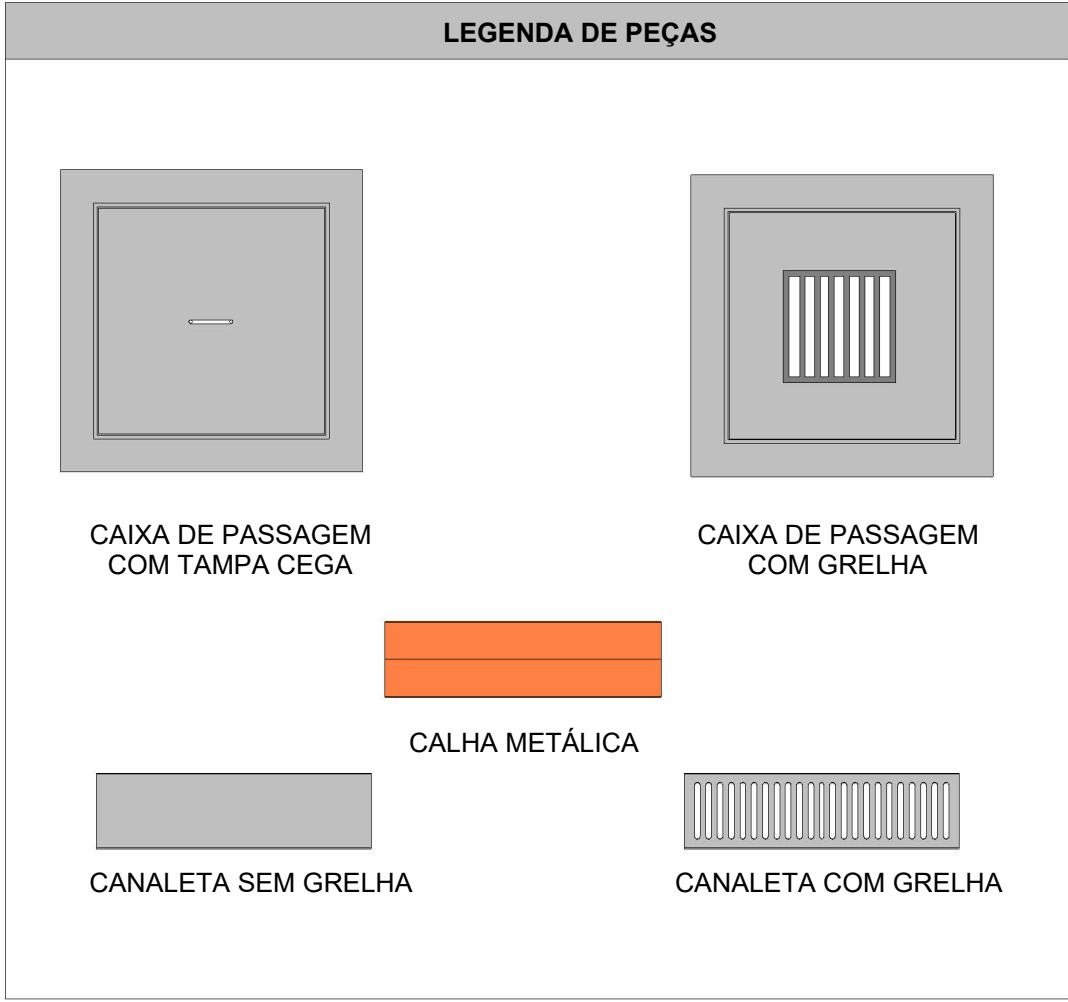 LEGENDA DE PEÇAS
CAIXA DE PASSAGEM
COM TAMPA CEGA
CAIXA DE PASSAGEM
COM GRELHA
CALHA METÁLICA
CANALETA SEM GRELHA
CANALETA COM GRELHA